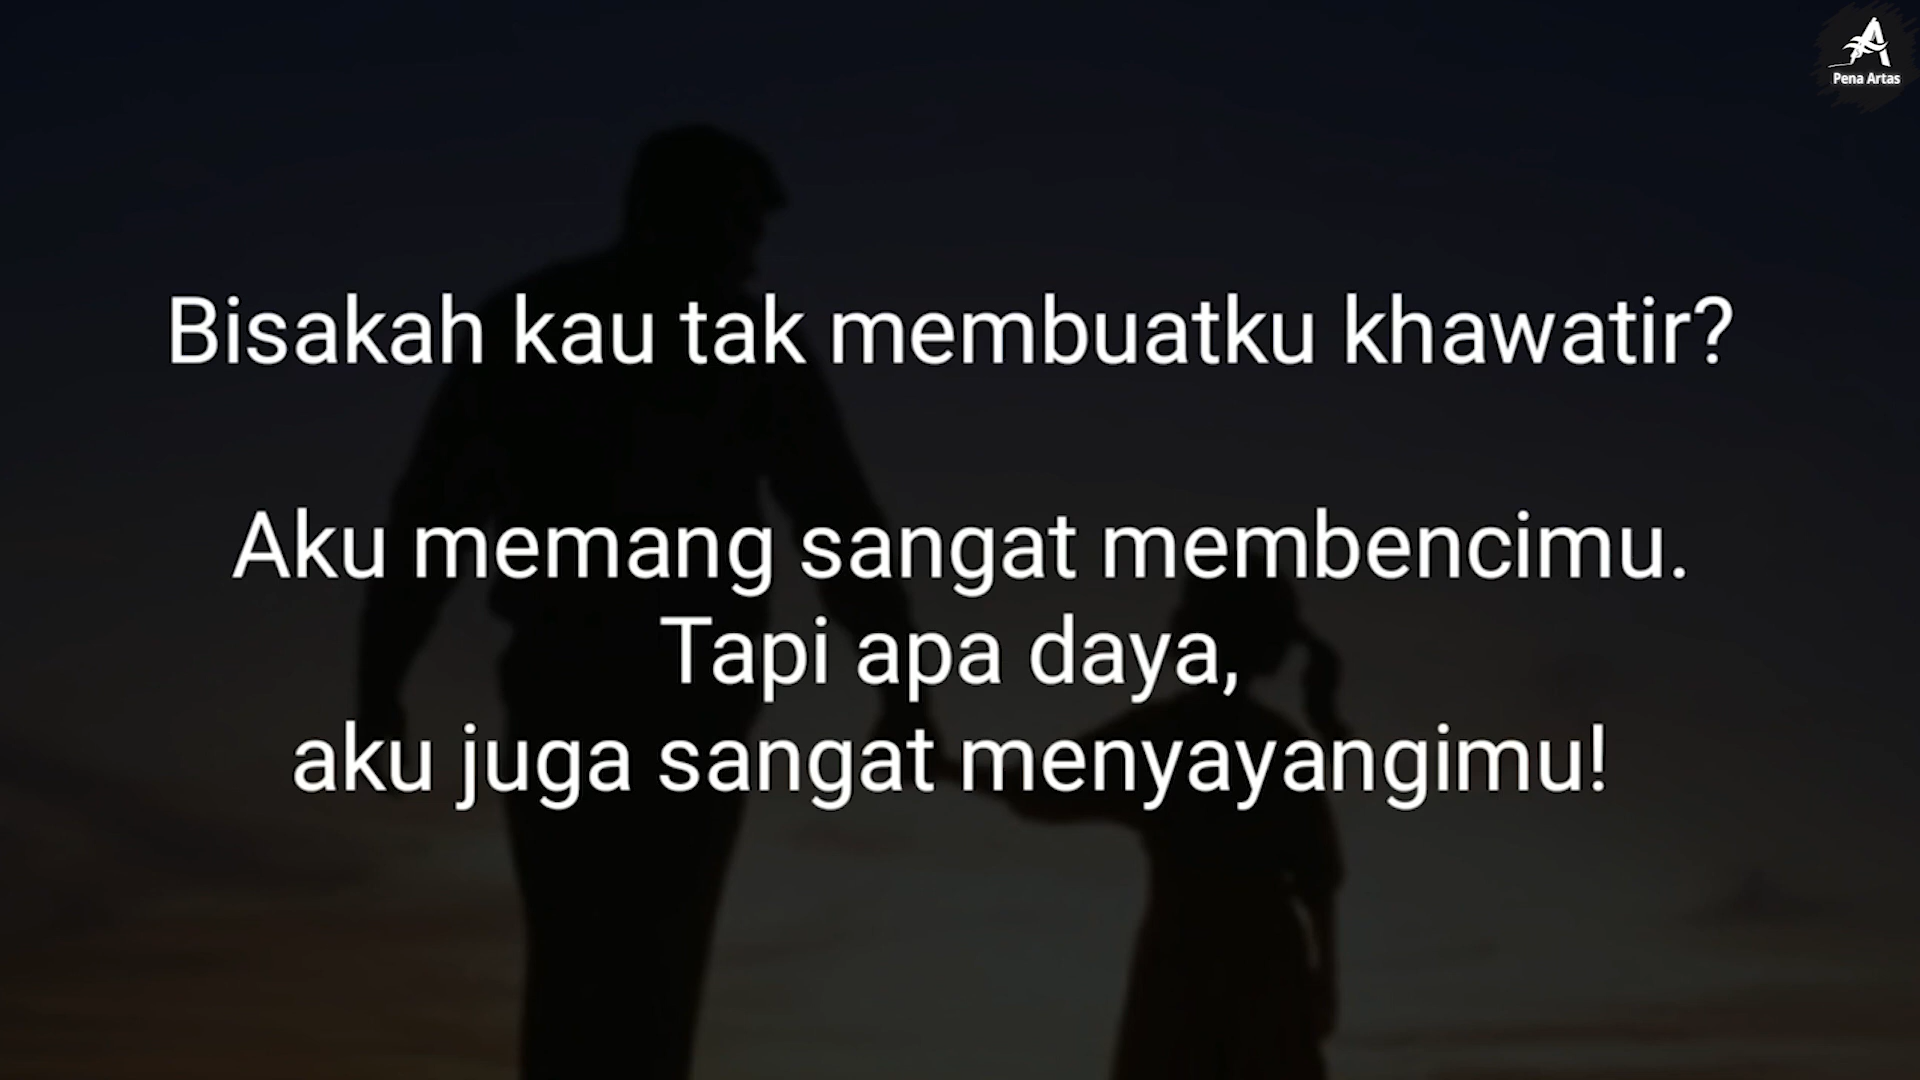 Pena Artas
Bisakah kau tak membuatku khawatir?
Aku memang sangat membencimu.
Tapi apa daya,
aku juga sangat menyayangimu!